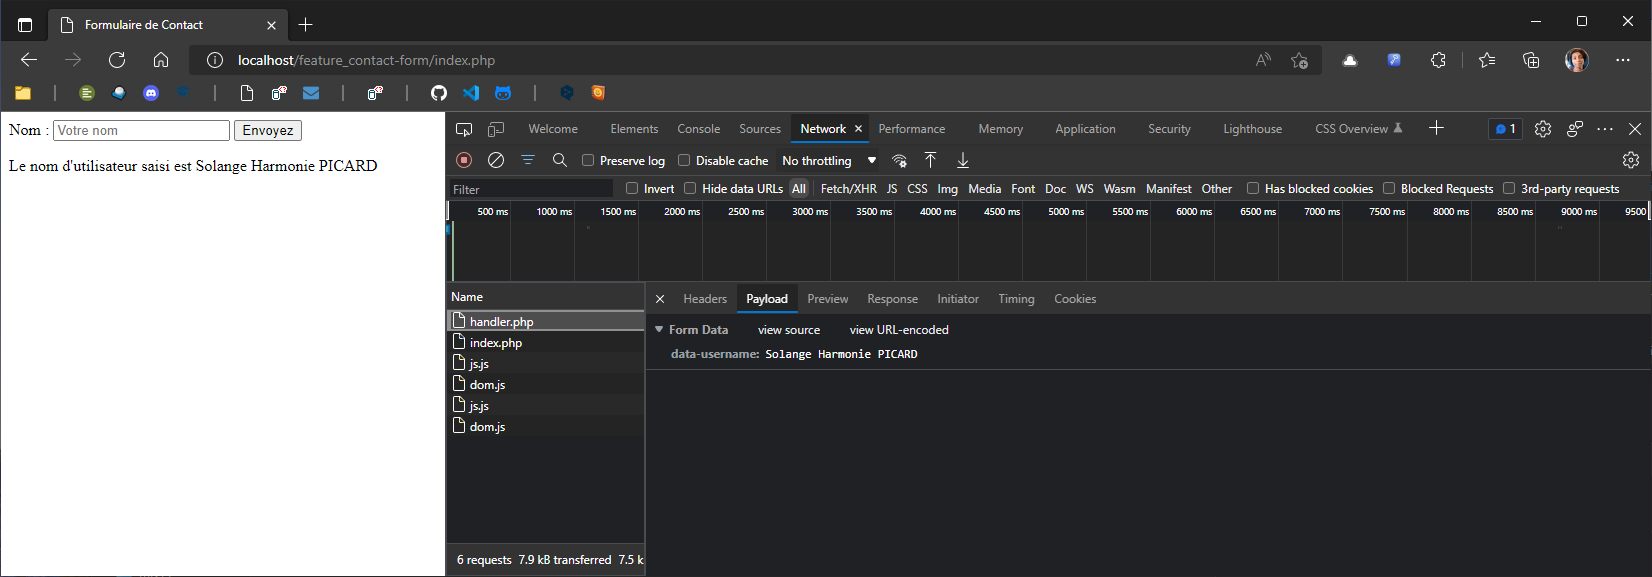 Formulaire de Contact
localhost/feature_contact-form/index.php
Nom : Votre nom Envoyez
Le nom d'utilisateur saisi est Solange Harmonie PICARD
Welcome Elements Console Sources Network Performance Memory Application Security Lighthouse CSS Overview 1
Preserve log Disable cache No throttling
Filter Invert Hide data URLs All Fetch/XHR JS CSS Img Media Font Doc WS Wasm Manifest Other Has blocked cookies Blocked Requests 3rd-party requests
500 ms 1000 ms 1500 ms 2000 ms 2500 ms 3000 ms 3500 ms 4000 ms 4500 ms 5000 ms 5500 ms 6000 ms 6500 ms 7000 ms 7500 ms 8000 ms 8500 ms 9000 ms 9500
Name
handler.php
index.php
js.js
dom.js
js.js
dom.js
6 requests 7.9 kB transferred 7.5 k
Headers Payload Preview Response Initiator Timing Cookies
Form Data view source view URL-encoded
data-username: Solange Harmonie PICARD